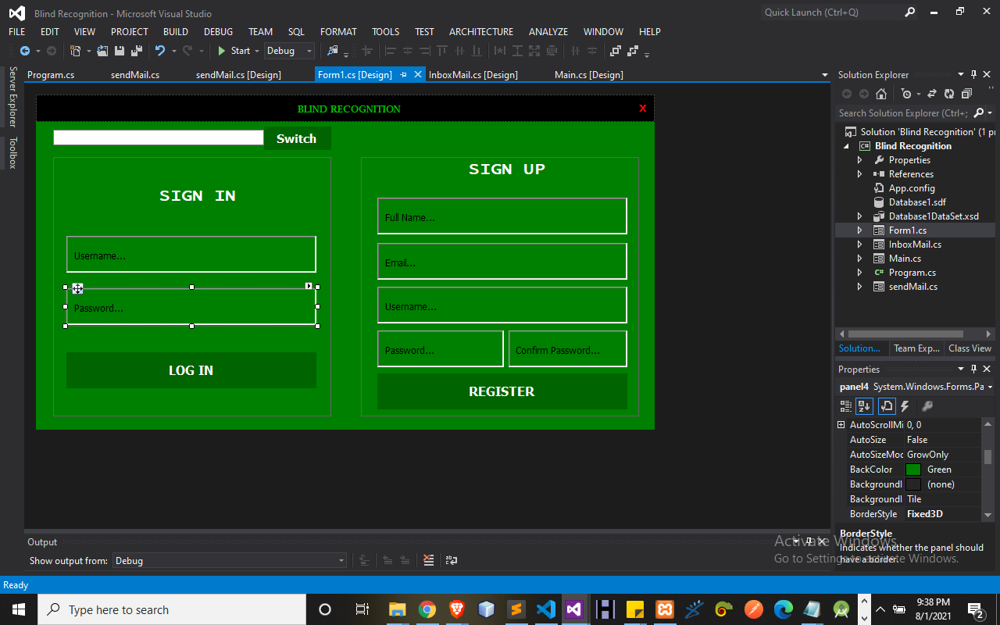 Blind Recognition - Microsoft Visual Studio
Quick Launch (Ctrl+Q)
FILE EDIT VIEW PROJECT BUILD DEBUG TEAM SQL FORMAT TOOLS TEST ARCHITECTURE ANALYZE WINDOW HELP
Start Debug
Server Explorer
Toolbox
Program.cs sendMail.cs sendMail.cs [Design] Form1.cs [Design] InboxMail.cs [Design] Main.cs [Design]
BLIND RECOGNITION X
Switch
SIGN IN
Username...
Password...
LOG IN
SIGN UP
Full Name...
Email...
Username...
Password... Confirm Password...
REGISTER
Solution Explorer
Search Solution Explorer (Ctrl+;
Solution 'Blind Recognition' (1 pr
C# Blind Recognition
Properties
References
App.config
Database1.sdf
Database1DataSet.xsd
Form1.cs
InboxMail.cs
Main.cs
C# Program.cs
sendMail.cs
Solution... Team Exp... Class View
Properties
panel4 System.Windows.Forms.Pa
AutoScrollMi 0, 0
AutoSize False
AutoSizeMod GrowOnly
BackColor Green
BackgroundI (none)
BackgroundI Tile
BorderStyle Fixed3D
BorderStyle
Indicates whether the panel should
have a border.
Activate Windows
Go to Settings to activate Windows.
Output
Show output from: Debug
Ready
Type here to search
9:38 PM
8/1/2021
2